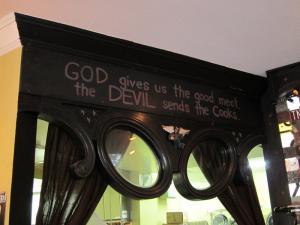 GOD gives us the good meat,
the DEVIL sends the Cooks.